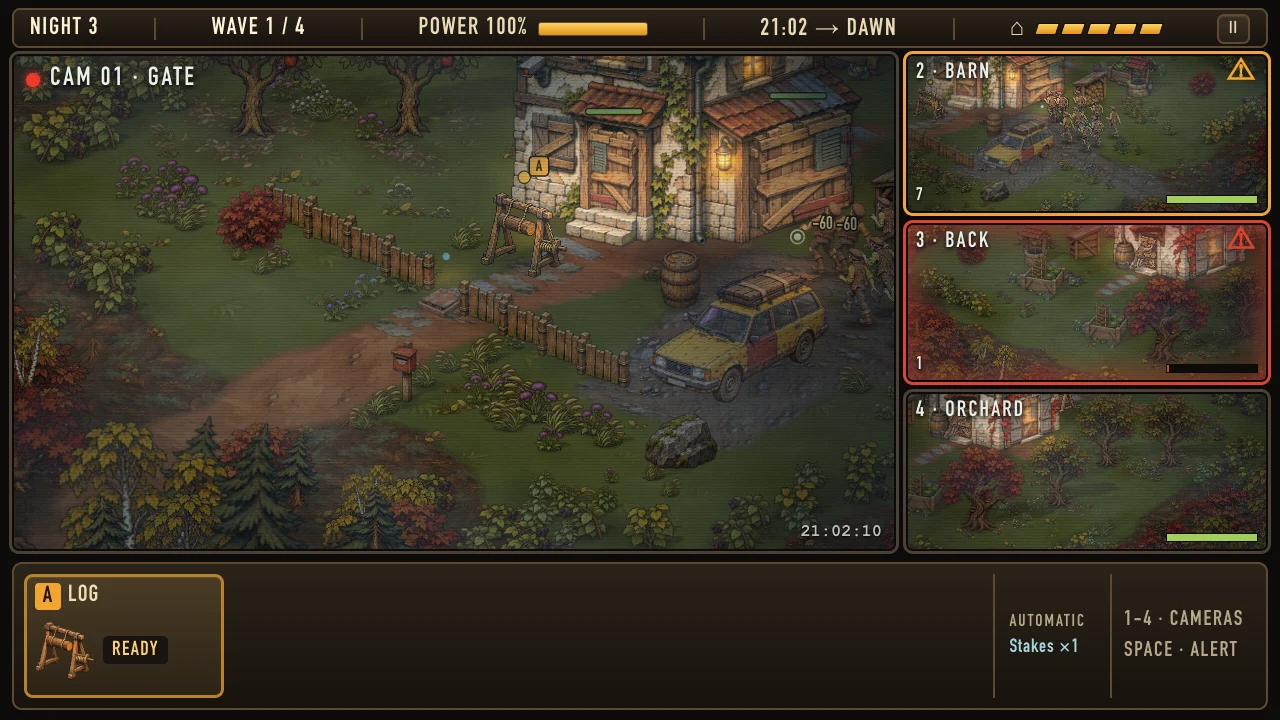 NIGHT 3
WAVE 1 / 4
POWER 100%
21:02 → DAWN
CAM 01 · GATE
A
-60 -60
21:02:10
2 · BARN
7
3 · BACK
1
4 · ORCHARD
A LOG
READY
AUTOMATIC
Stakes ×1
1-4 · CAMERAS
SPACE · ALERT